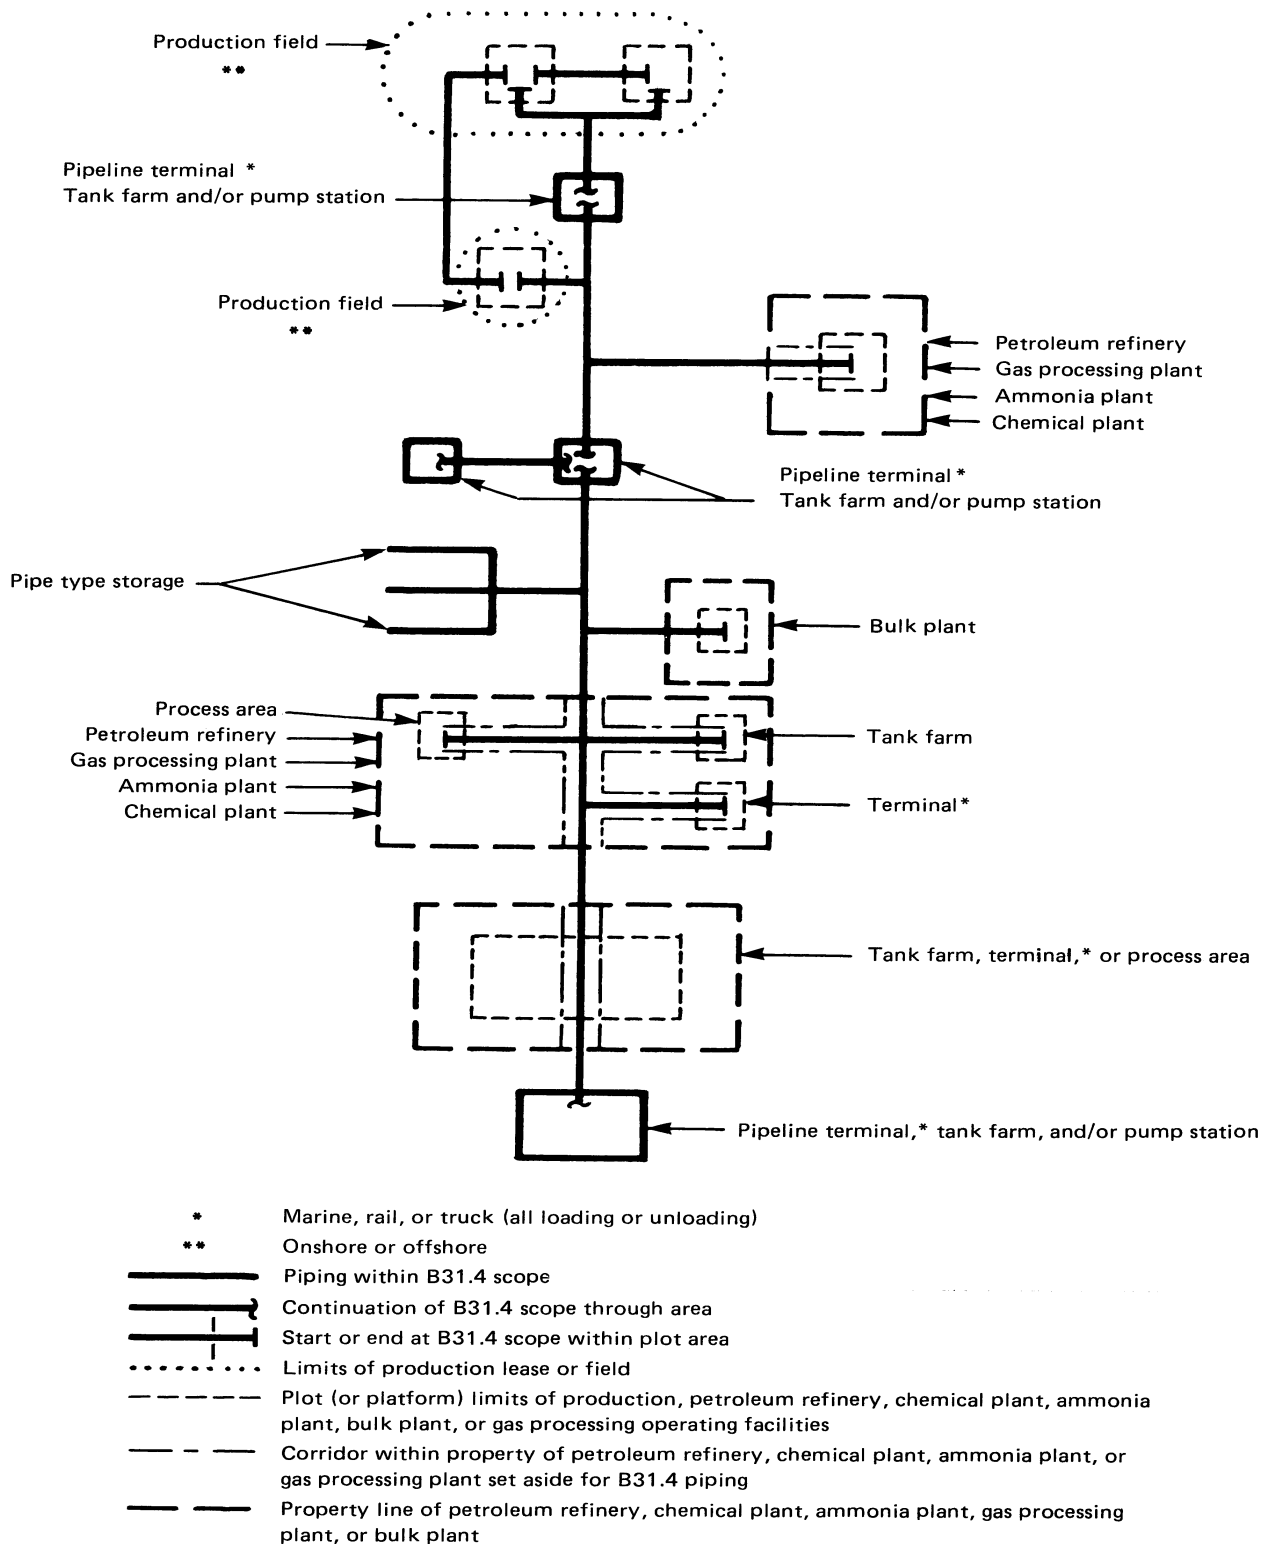 Production field
**
Pipeline terminal *
Tank farm and/or pump station
Production field
**
Petroleum refinery
Gas processing plant
Ammonia plant
Chemical plant
Pipeline terminal *
Tank farm and/or pump station
Pipe type storage
Bulk plant
Process area
Petroleum refinery
Gas processing plant
Ammonia plant
Chemical plant
Tank farm
Terminal*
Tank farm, terminal,* or process area
Pipeline terminal,* tank farm, and/or pump station
* Marine, rail, or truck (all loading or unloading)
** Onshore or offshore
Piping within B31.4 scope
Continuation of B31.4 scope through area
Start or end at B31.4 scope within plot area
Limits of production lease or field
Plot (or platform) limits of production, petroleum refinery, chemical plant, ammonia
plant, bulk plant, or gas processing operating facilities
Corridor within property of petroleum refinery, chemical plant, ammonia plant, or
gas processing plant set aside for B31.4 piping
Property line of petroleum refinery, chemical plant, ammonia plant, gas processing
plant, or bulk plant